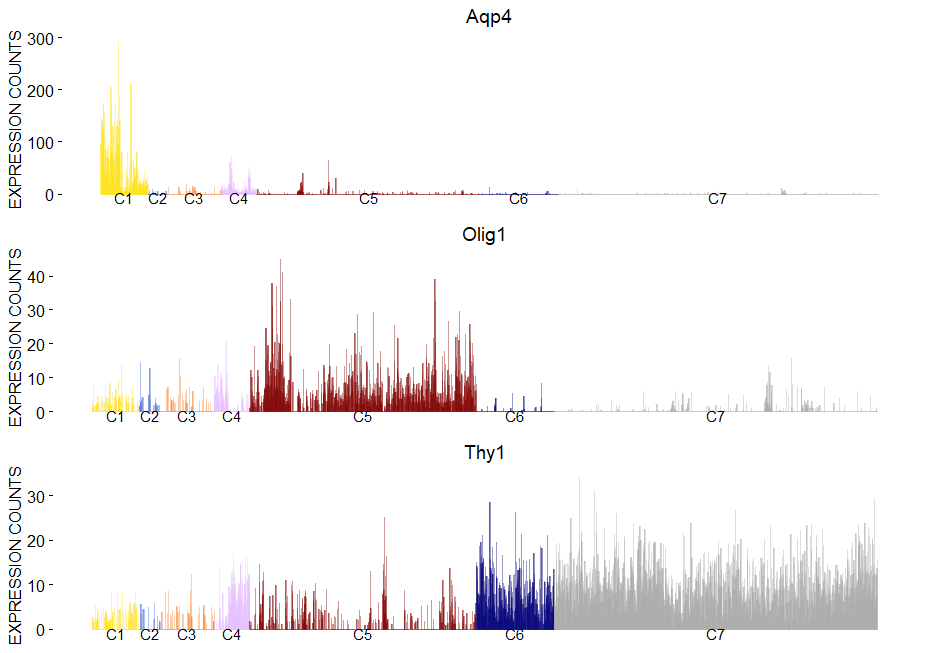 Aqp4
EXPRESSION COUNTS
300
200
100
0
C1 C2 C3 C4 C5 C6 C7
Olig1
EXPRESSION COUNTS
40
30
20
10
0
C1 C2 C3 C4 C5 C6 C7
Thy1
EXPRESSION COUNTS
30
20
10
0
C1 C2 C3 C4 C5 C6 C7